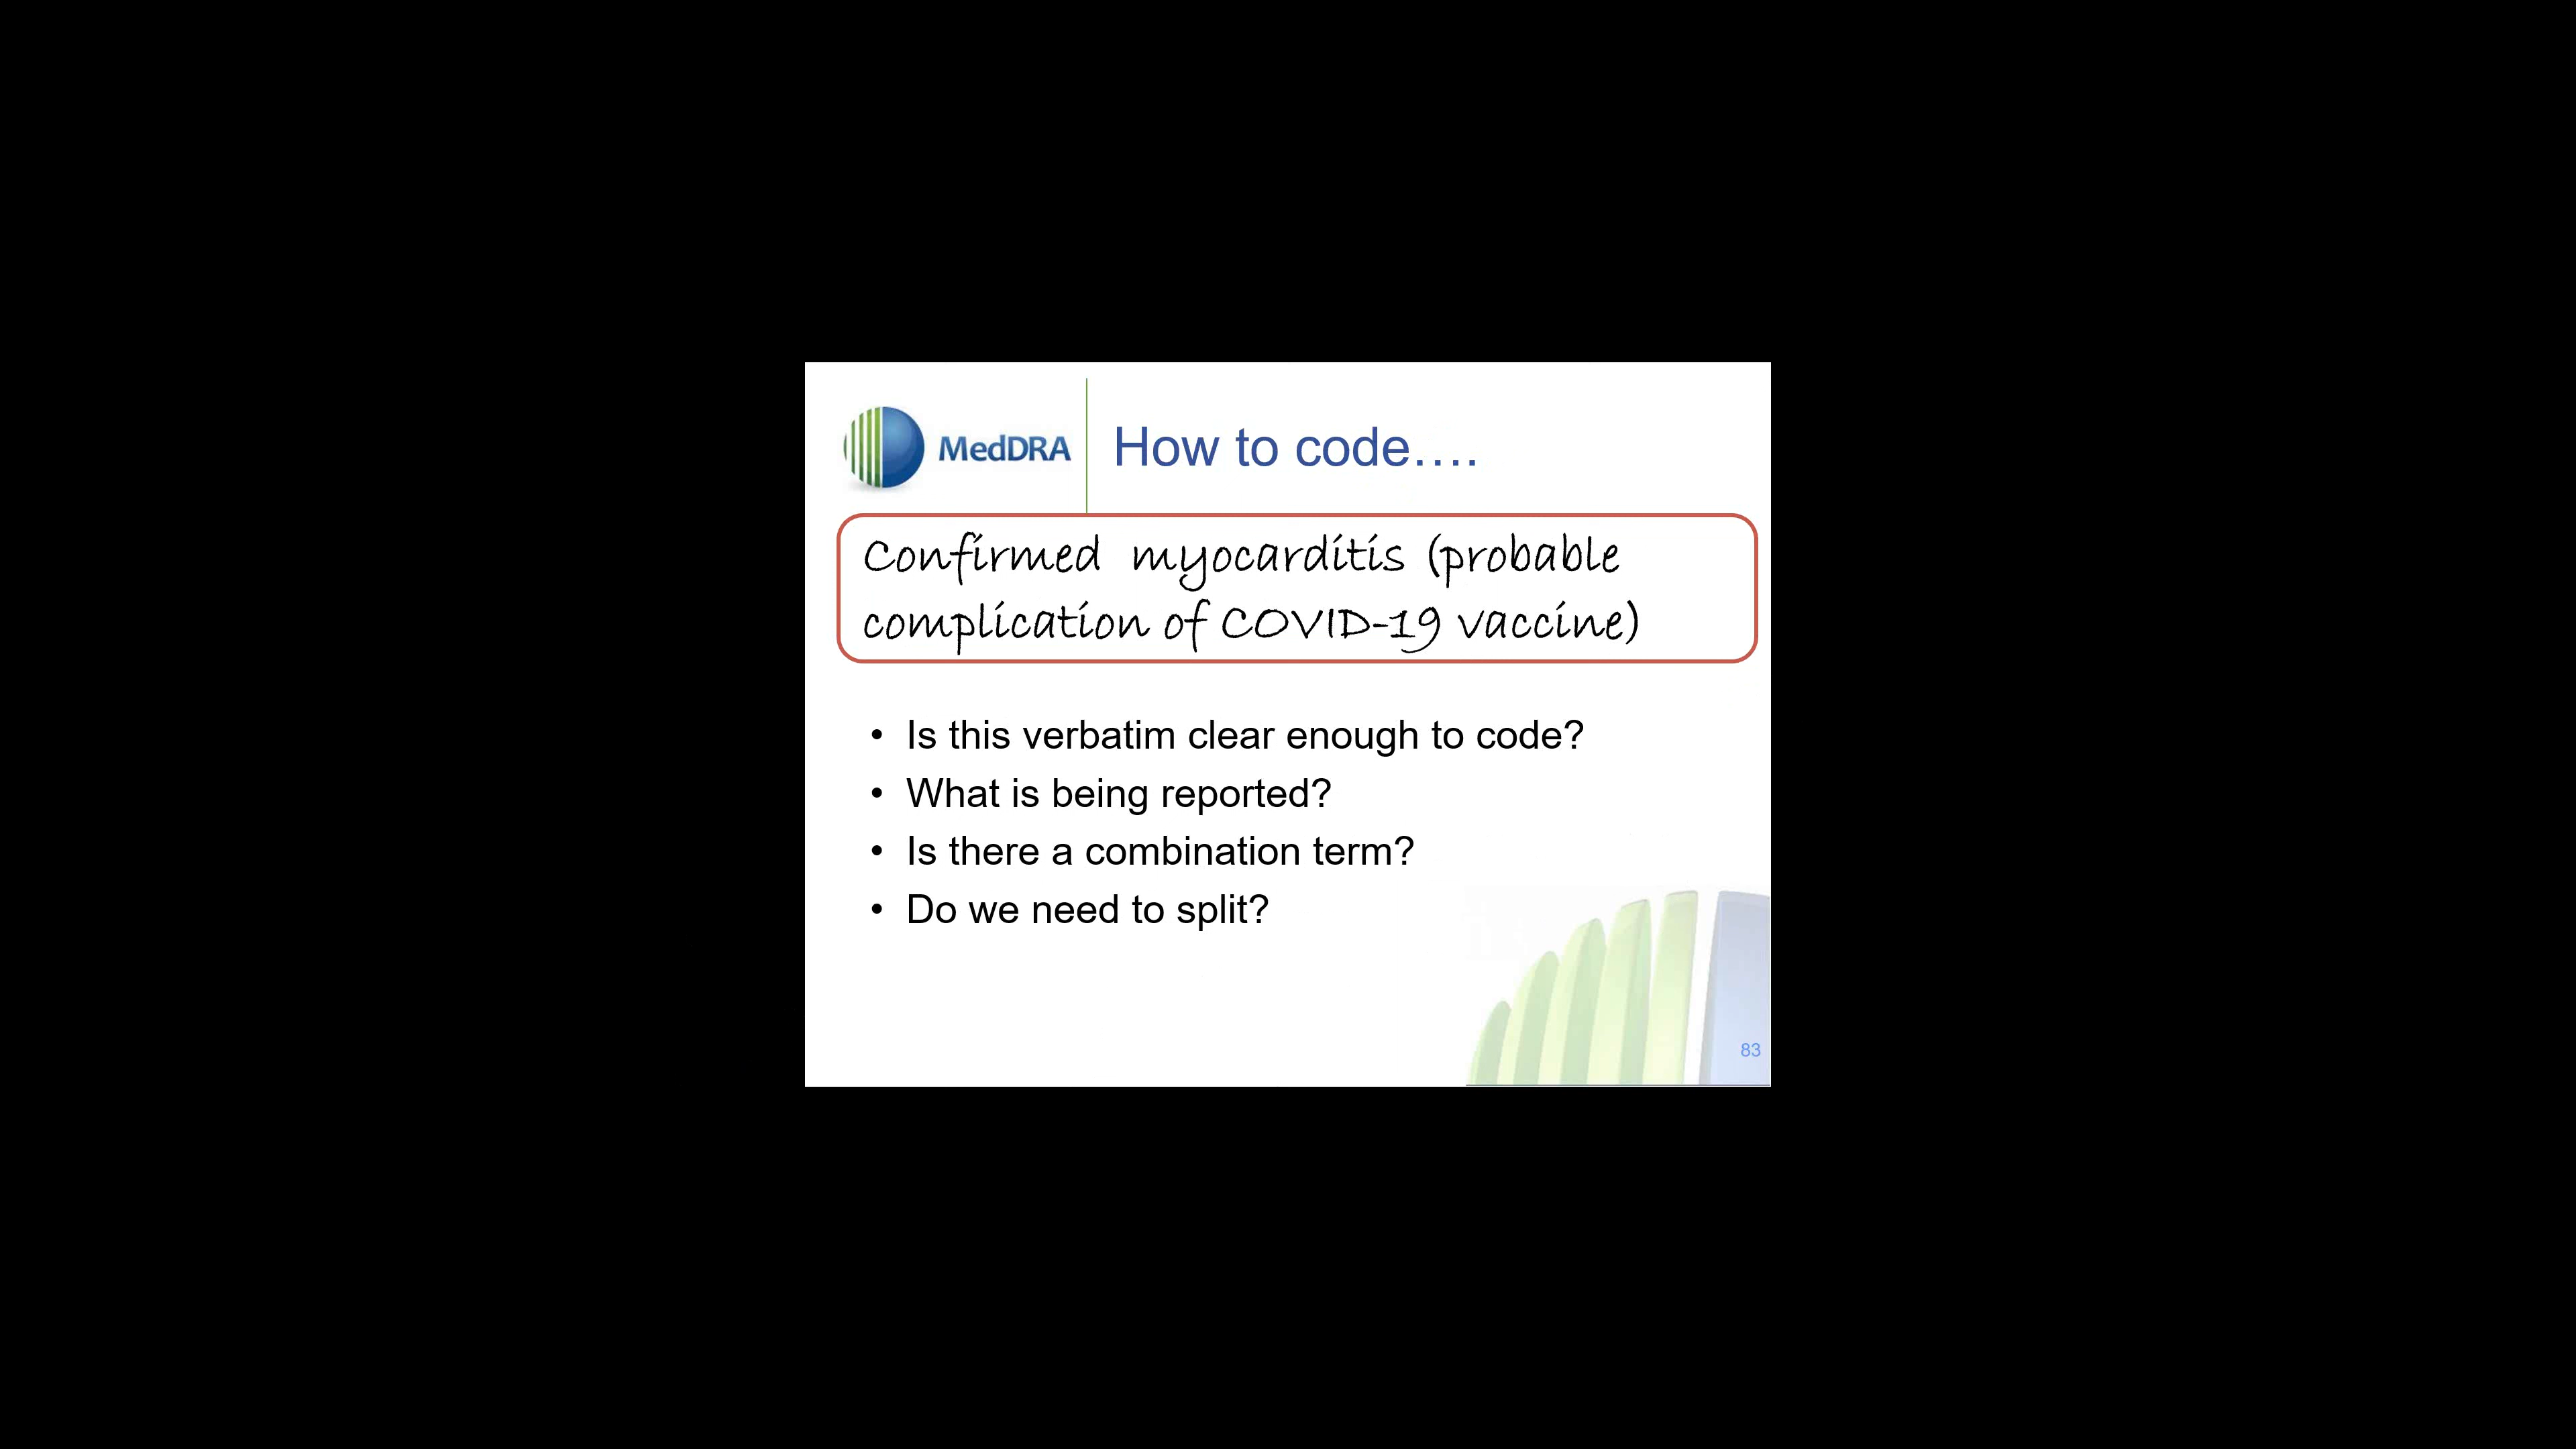 MedDRA
How to code….
Confirmed myocarditis (probable
complication of COVID-19 vaccine)
• Is this verbatim clear enough to code?
• What is being reported?
• Is there a combination term?
• Do we need to split?
83